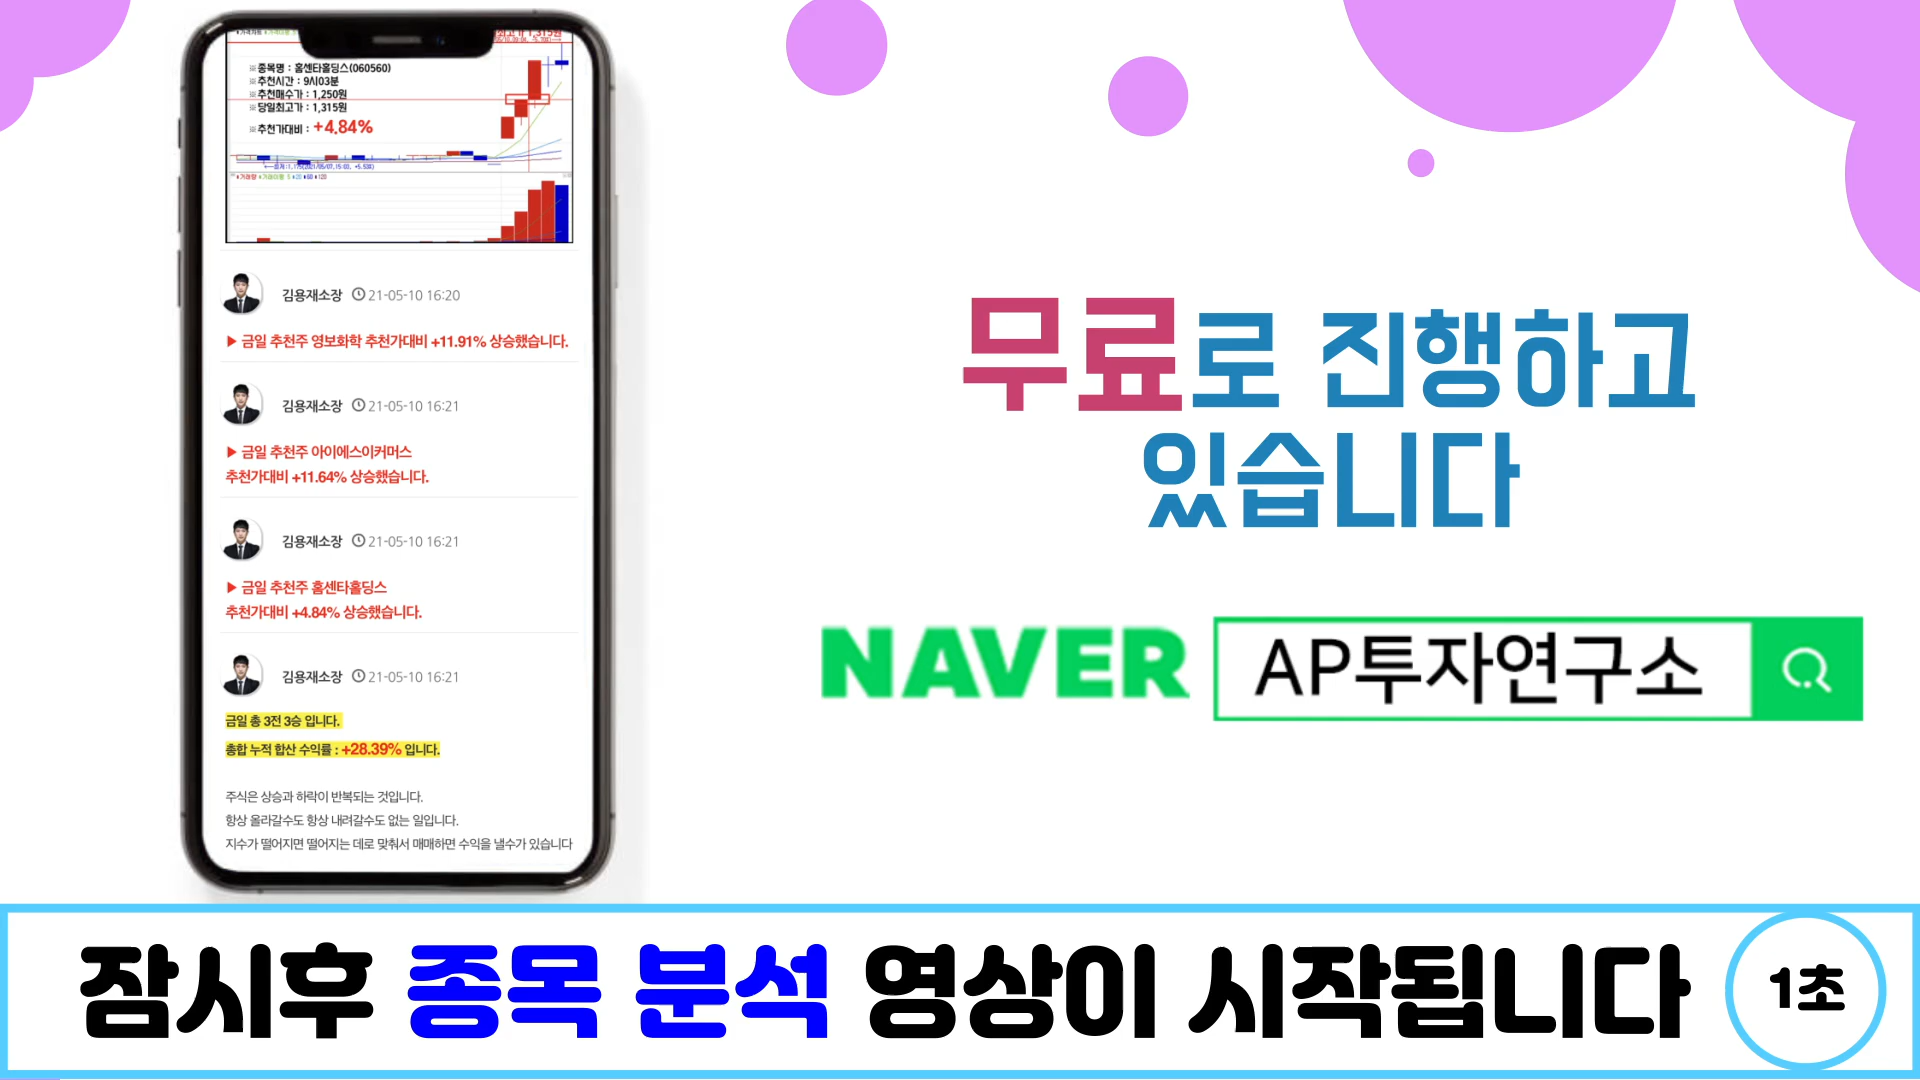 ※종목명 : 홈센타홀딩스(060560)
※추천시간 : 9시03분
※추천매수가 : 1,250원
※당일최고가 : 1,315원
※추천가대비 : +4.84%
김용재소장 21-05-10 16:20
▶ 금일 추천주 영보화학 추천가대비 +11.91% 상승했습니다.
김용재소장 21-05-10 16:21
▶ 금일 추천주 아이에스이커머스
추천가대비 +11.64% 상승했습니다.
김용재소장 21-05-10 16:21
▶ 금일 추천주 홈센타홀딩스
추천가대비 +4.84% 상승했습니다.
김용재소장 21-05-10 16:21
금일 총 3전 3승 입니다.
총합 누적 합산 수익률 : +28.39% 입니다.
주식은 상승과 하락이 반복되는 것입니다.
항상 올라갈수도 항상 내려갈수도 없는 일입니다.
지수가 떨어지면 떨어지는 데로 맞춰서 매매하면 수익을 낼수가 있습니다
무료로 진행하고
있습니다
NAVER AP투자연구소
잠시후 종목 분석 영상이 시작됩니다 1초